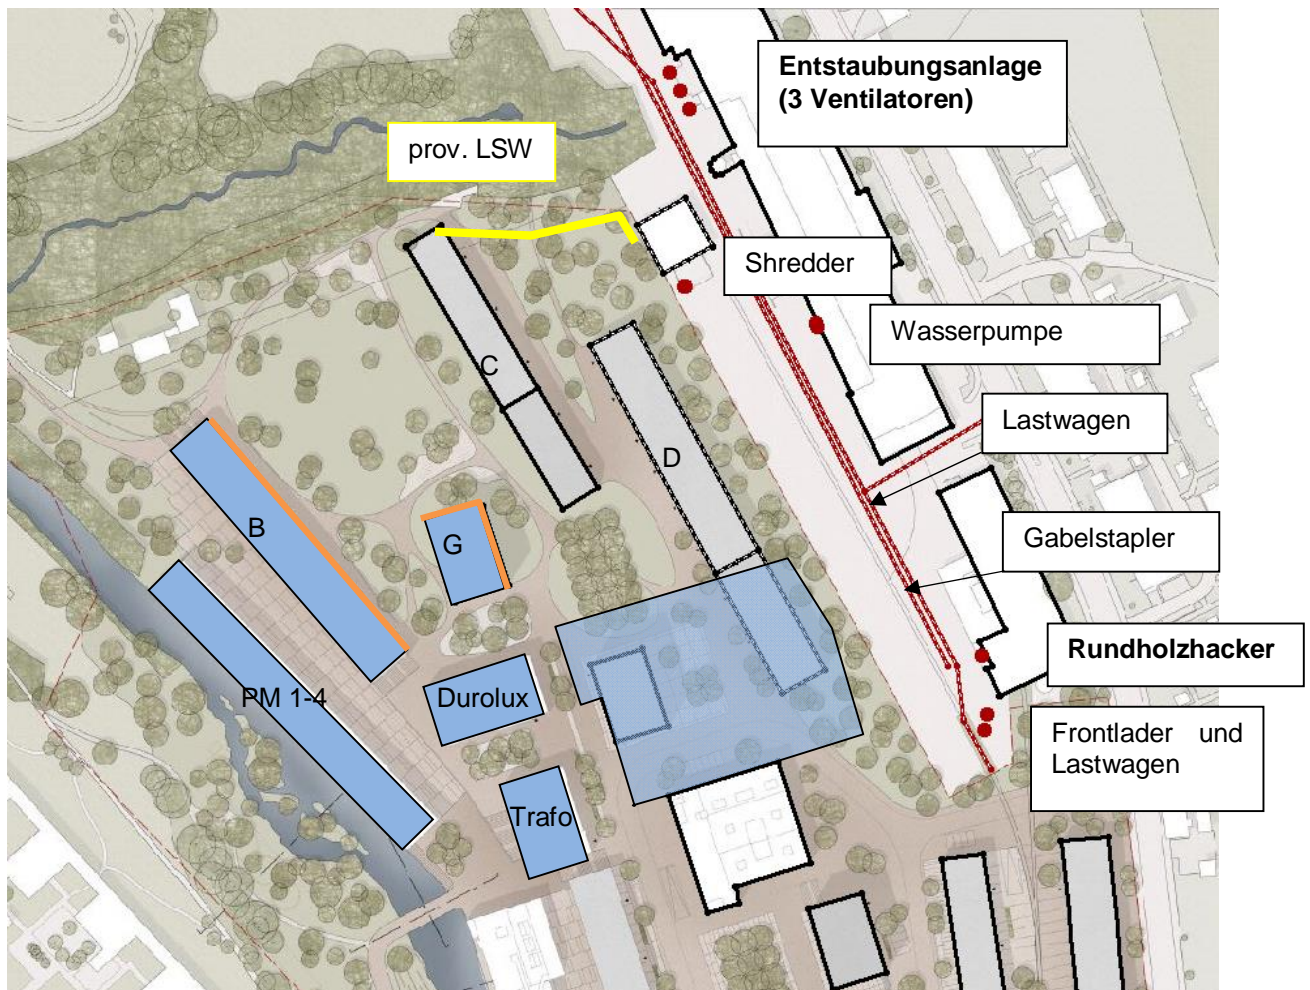 Entstaubungsanlage
(3 Ventilatoren)
prov. LSW
Shredder
Wasserpumpe
C
Lastwagen
D
B
G
Gabelstapler
Rundholzhacker
PM 1-4
Durolux
Frontlader und
Lastwagen
Trafo